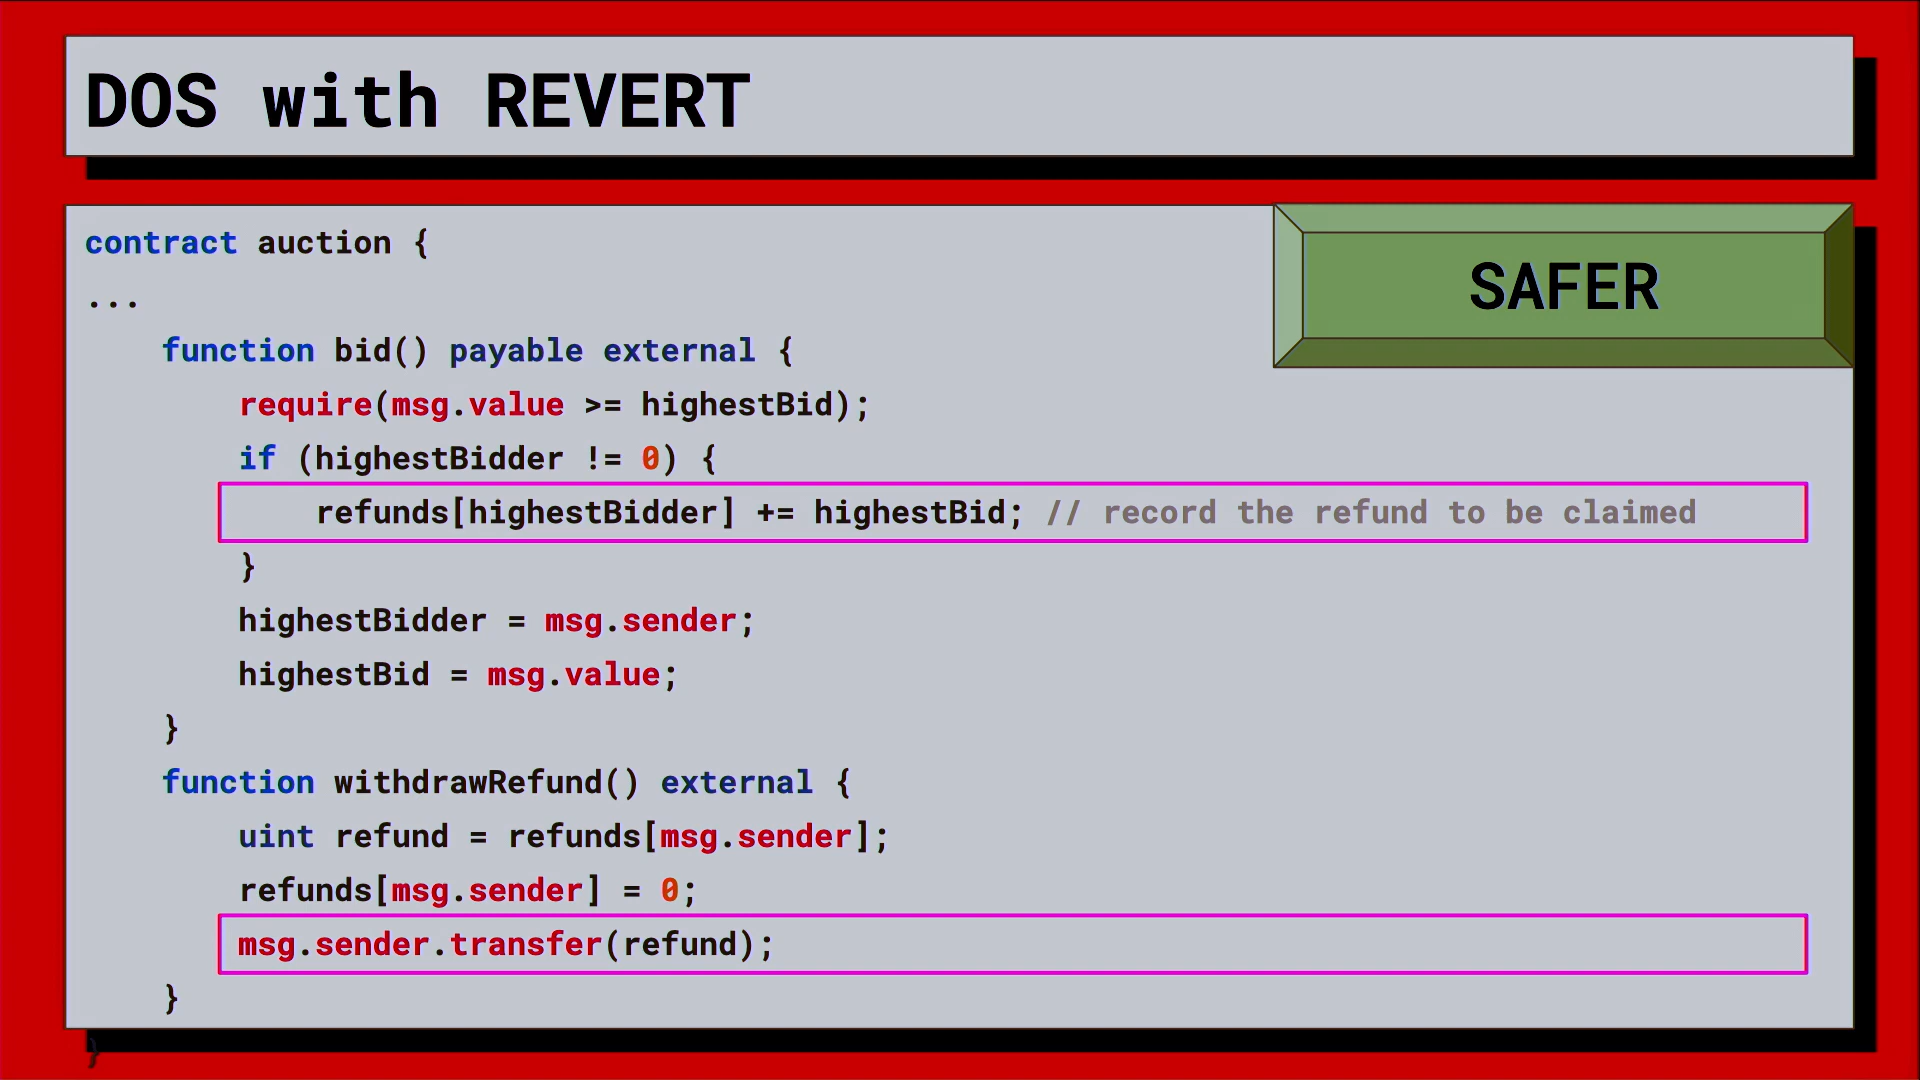 DOS with REVERT
SAFER
contract auction {
...
function bid() payable external {
require(msg.value >= highestBid);
if (highestBidder != 0) {
refunds[highestBidder] += highestBid; // record the refund to be claimed
}
highestBidder = msg.sender;
highestBid = msg.value;
}
function withdrawRefund() external {
uint refund = refunds[msg.sender];
refunds[msg.sender] = 0;
msg.sender.transfer(refund);
}
}